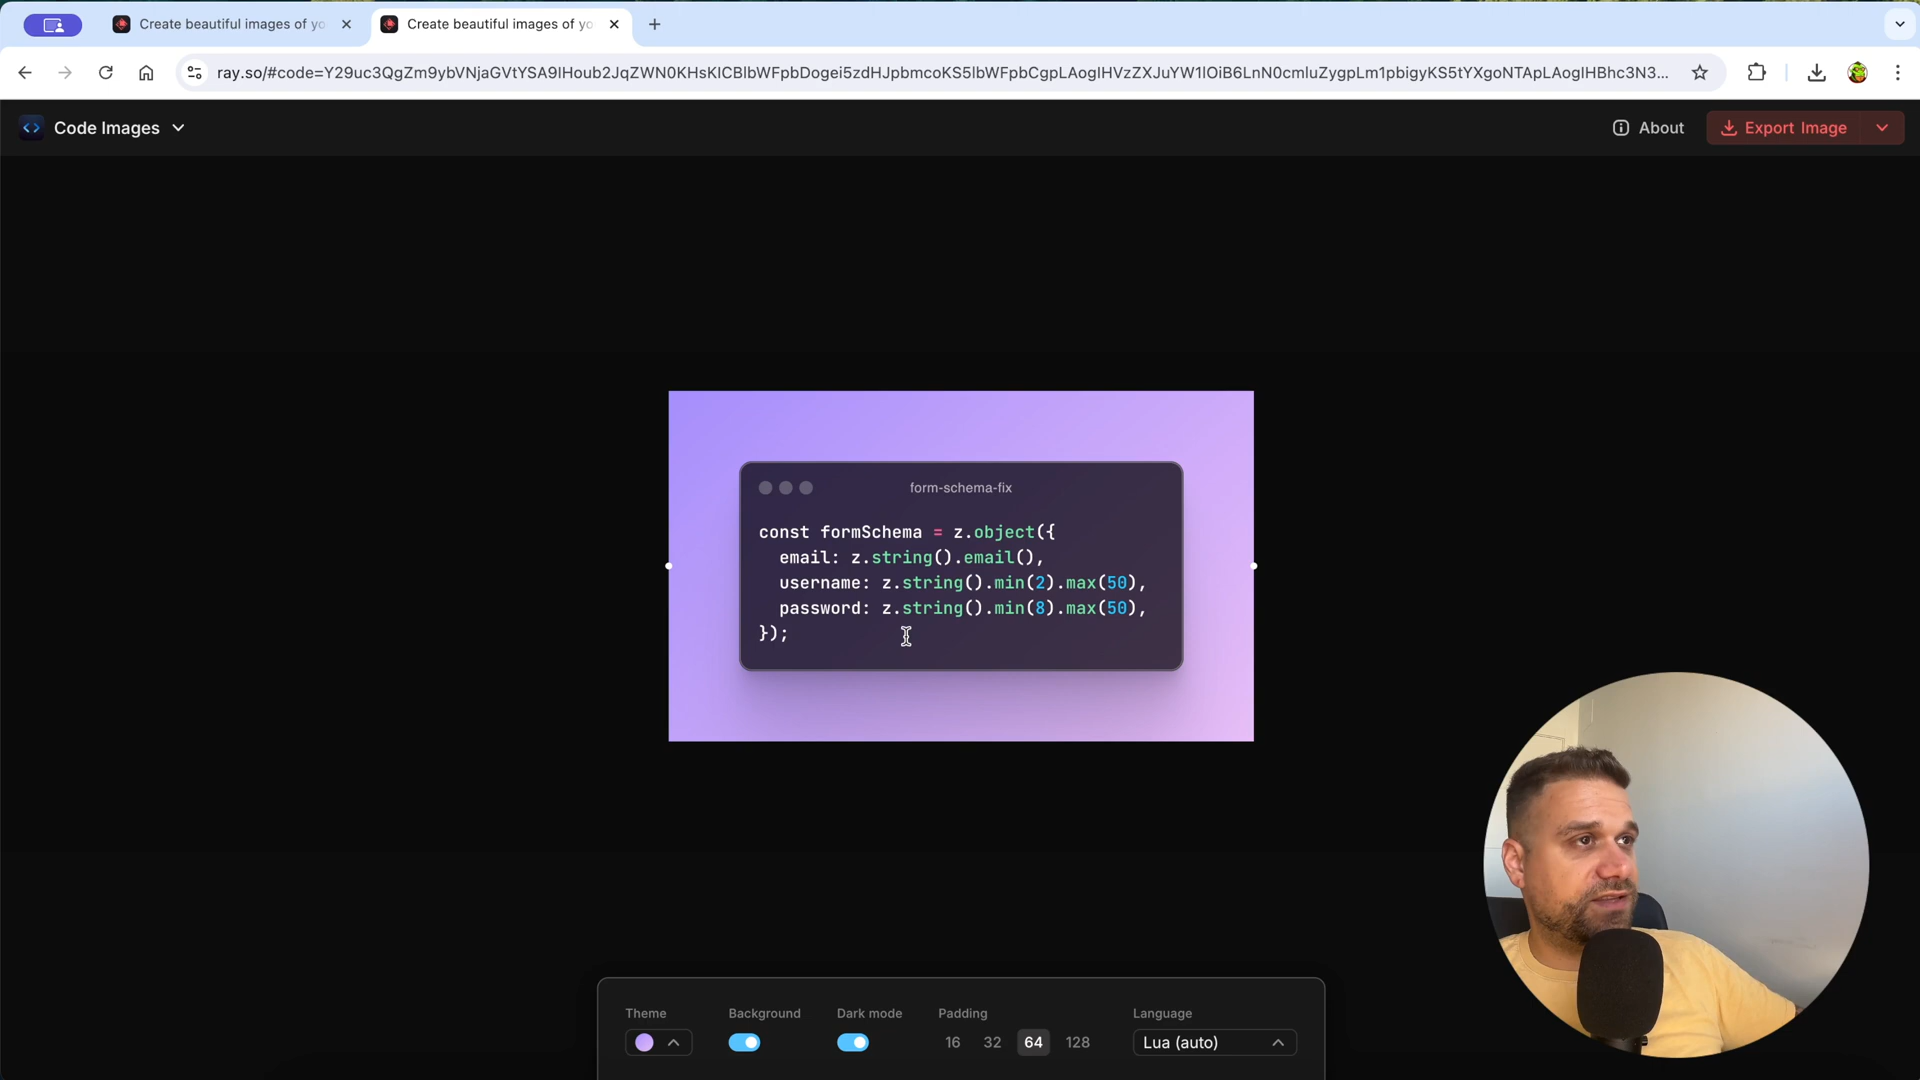 Create beautiful images of yo
Create beautiful images of yo
ray.so/#code=Y29uc3QgZm9ybVNjaGVtYSA9IHoub2JqZWN0KHsKICBlbWFpbDogei5zdHJpbmcoKS5lbWFpbCgpLAogIHVzZXJuYW1lOiB6LnN0cmluZygpLm1pbigyKS5tYXgoNTApLAogIHBhc3N3...
Code Images
About
Export Image
form-schema-fix
const formSchema = z.object({
  email: z.string().email(),
  username: z.string().min(2).max(50),
  password: z.string().min(8).max(50),
});
Theme
Background
Dark mode
Padding
Language
16 32 64 128
Lua (auto)